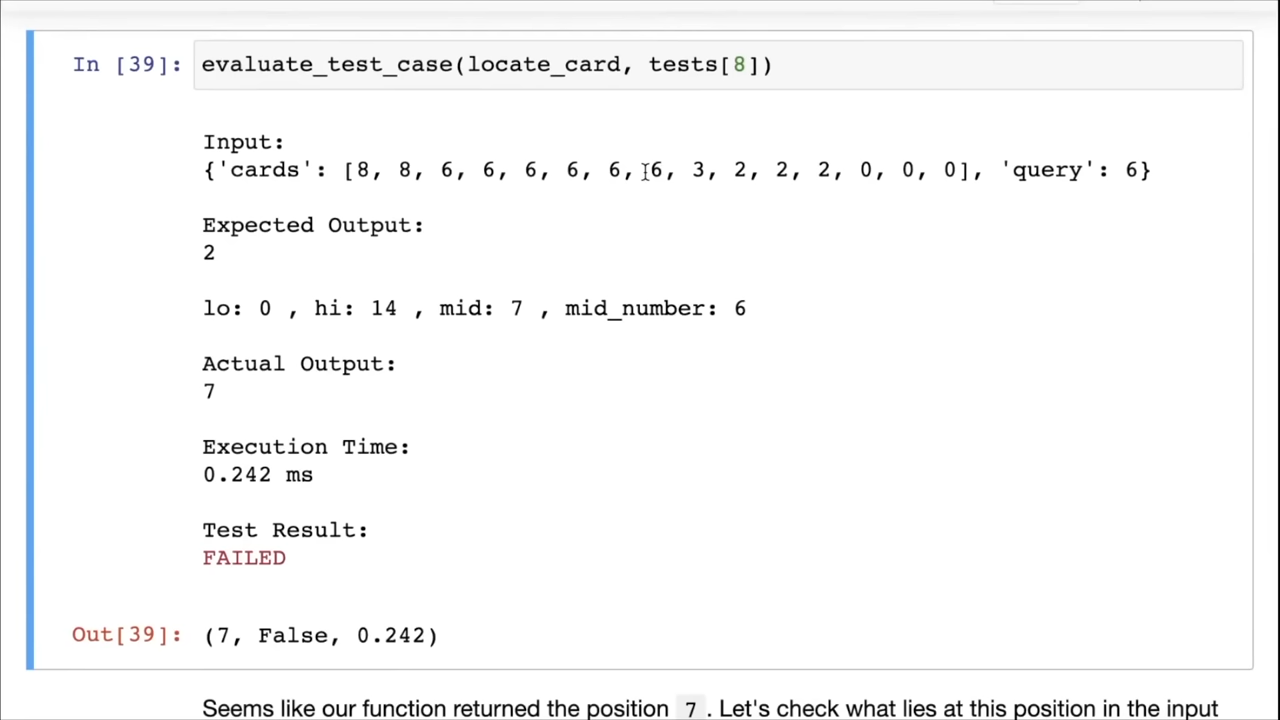 In [39]: evaluate_test_case(locate_card, tests[8])
Input:
{'cards': [8, 8, 6, 6, 6, 6, 6, 6, 3, 2, 2, 2, 0, 0, 0], 'query': 6}
Expected Output:
2
lo: 0 , hi: 14 , mid: 7 , mid_number: 6
Actual Output:
7
Execution Time:
0.242 ms
Test Result:
FAILED
Out[39]: (7, False, 0.242)
Seems like our function returned the position 7. Let's check what lies at this position in the input